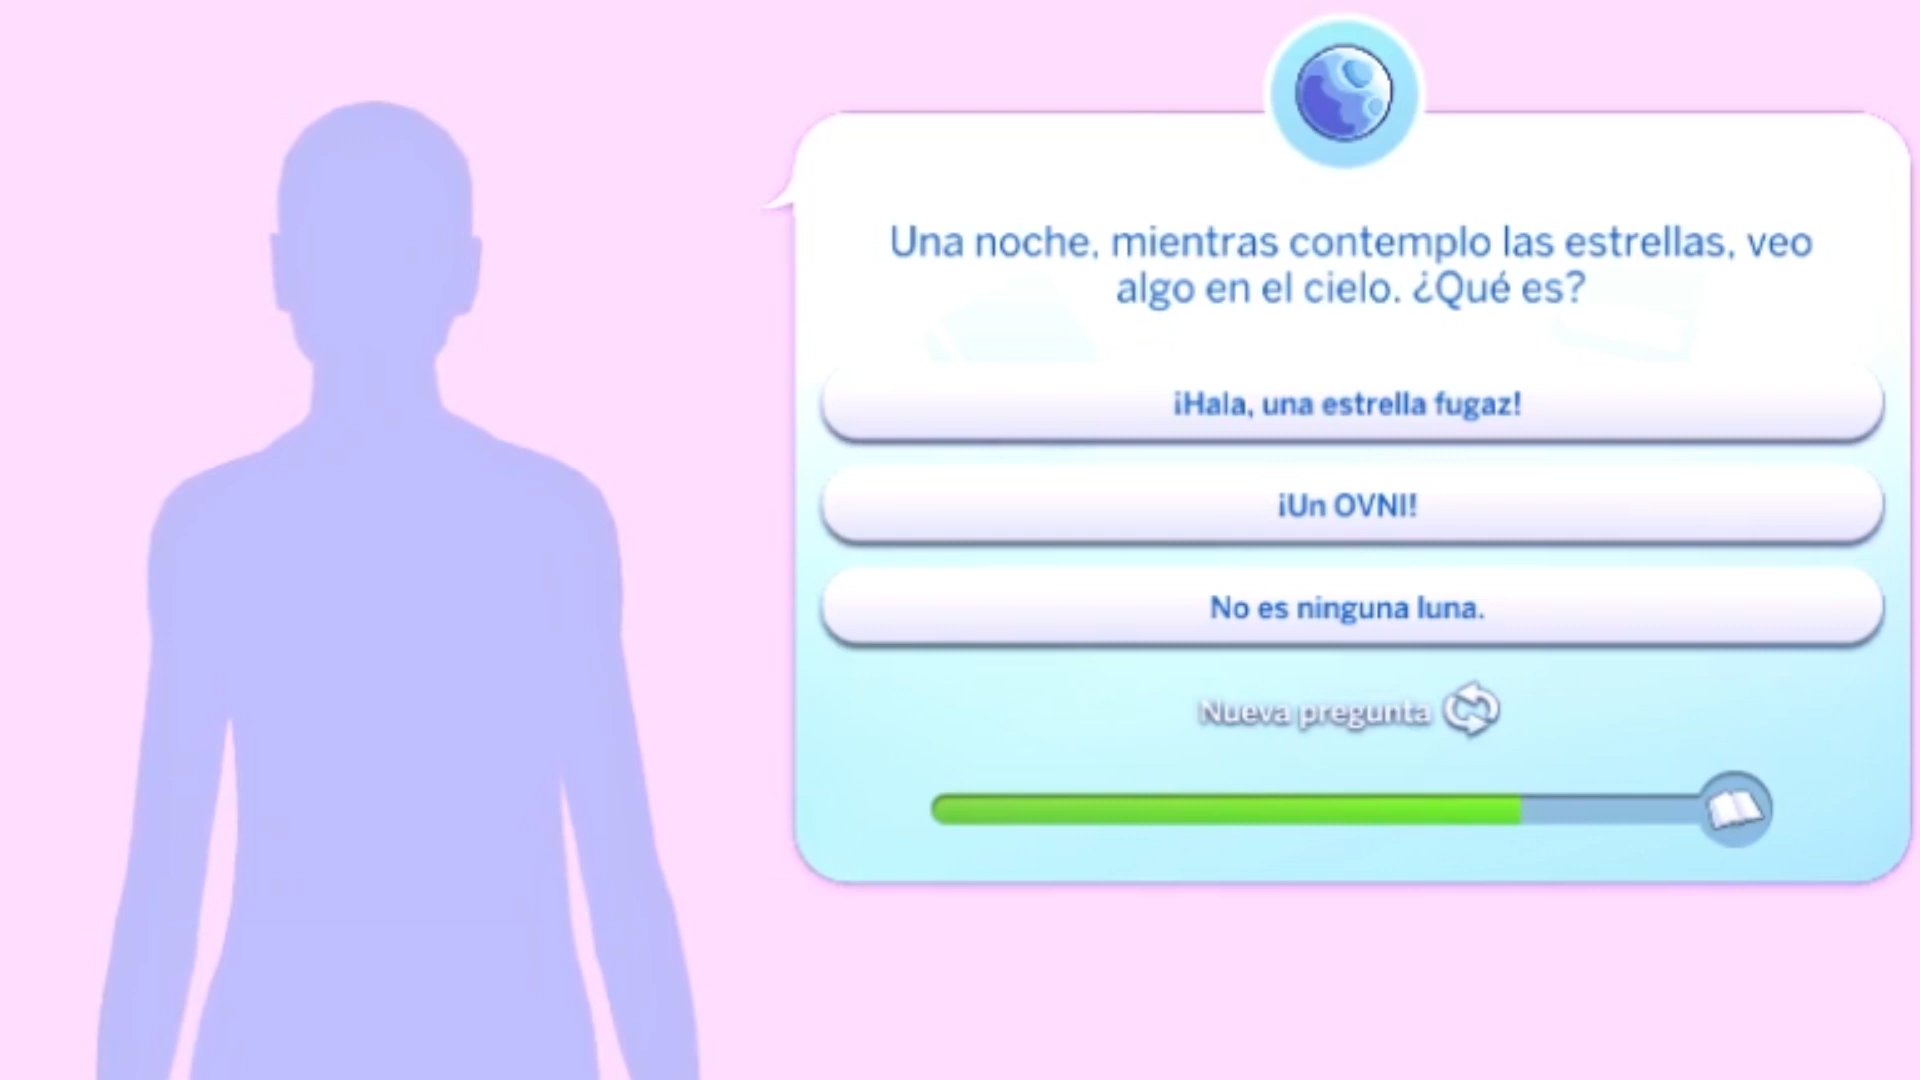 Una noche, mientras contemplo las estrellas, veo
algo en el cielo. ¿Qué es?
¡Hala, una estrella fugaz!
¡Un OVNI!
No es ninguna luna.
Nueva pregunta